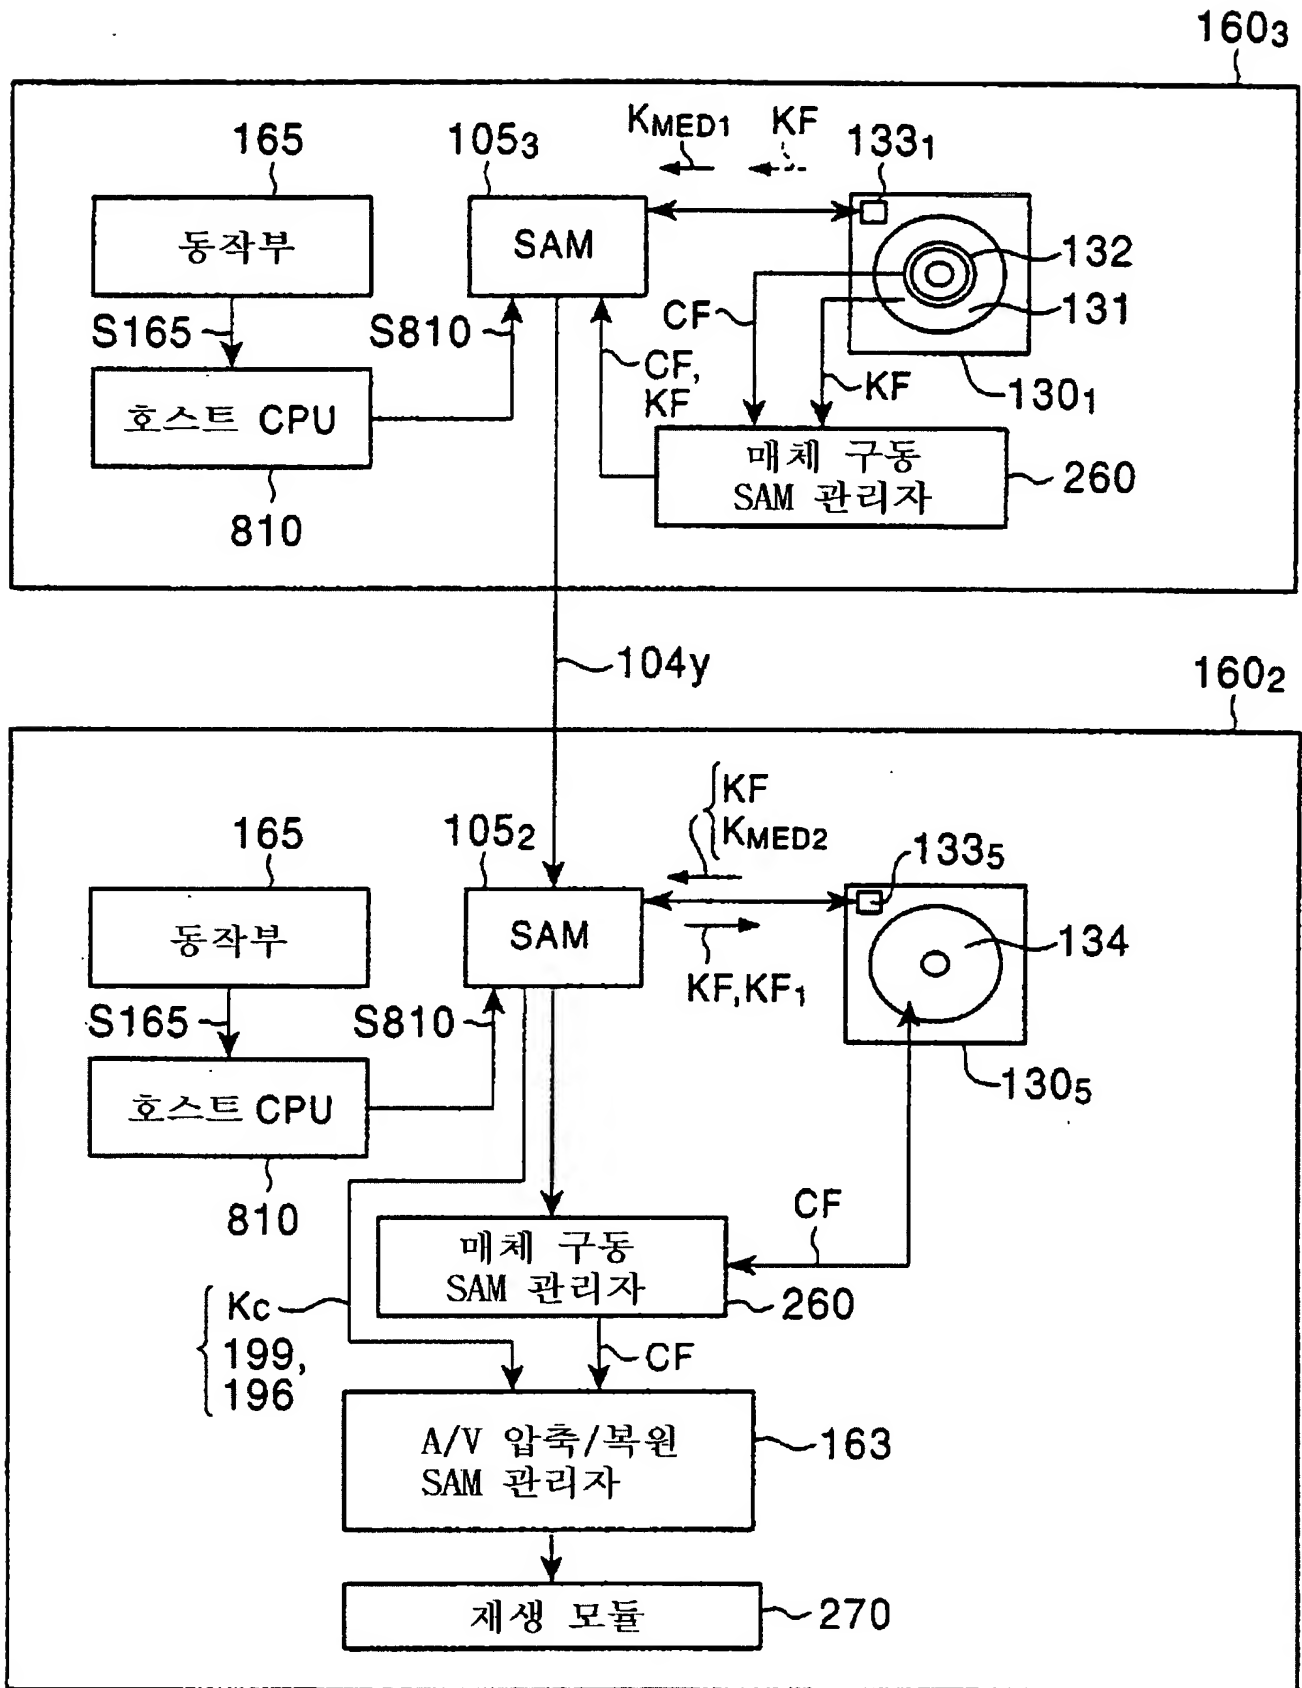 160₃
K_MED1 KF
165
105₃
133₁
동작부
SAM
132
131
S165
S810
CF
CF,
KF
KF
130₁
호스트 CPU
매체 구동
SAM 관리자
260
810
104y
160₂
KF
K_MED2
165
105₂
133₅
동작부
SAM
134
KF,KF₁
S165
S810
130₅
호스트 CPU
810
CF
매체 구동
SAM 관리자
260
Kc
199,
196
CF
A/V 압축/복원
SAM 관리자
163
재생 모듈
270